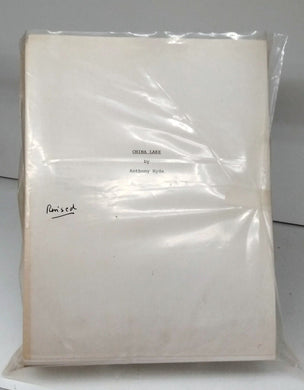 CHINA LAKE
by
Anthony Hyde
Revised